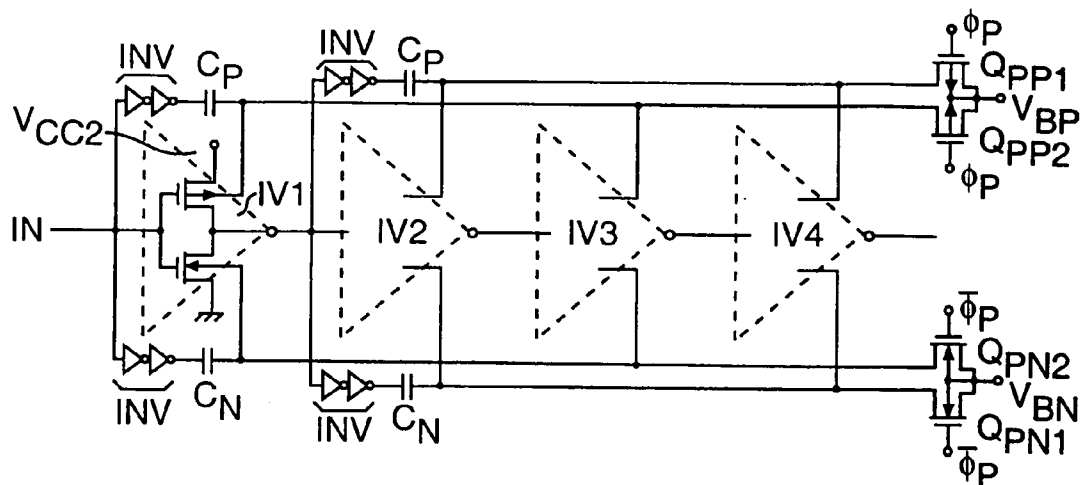 INV
INV
C_P
C_P
ϕ_P
Q_PP1
V_BP
Q_PP2
ϕ_P
V_CC2
IV1
IN
IV2
IV3
IV4
ϕ̅_P
Q_PN2
V_BN
Q_PN1
ϕ̅_P
INV
C_N
INV
C_N